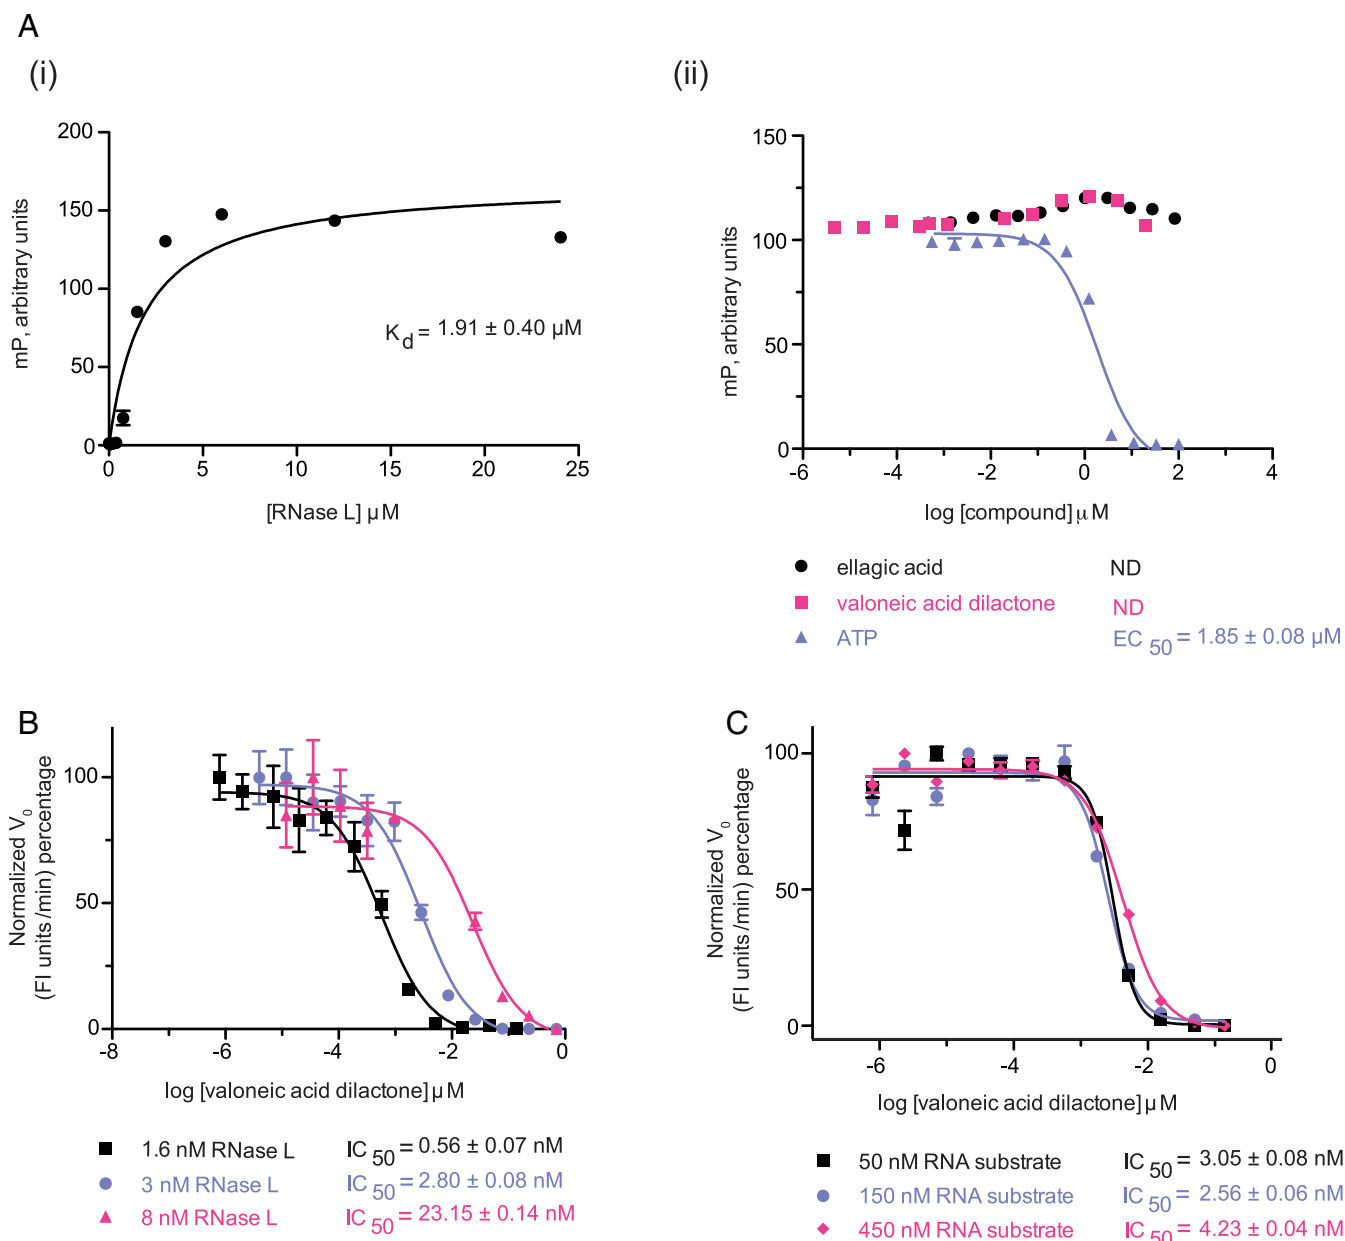 A
(i)
200
150
100
50
0
0 5 10 15 20 25
mP, arbitrary units
[RNase L] µM
Kd = 1.91 ± 0.40 µM
(ii)
150
100
50
0
-6 -4 -2 0 2 4
mP, arbitrary units
log [compound] µM
ellagic acid ND
valoneic acid dilactone ND
ATP EC 50 = 1.85 ± 0.08 µM
B
100
50
0
-8 -6 -4 -2 0
Normalized V0
(FI units /min) percentage
log [valoneic acid dilactone] µM
1.6 nM RNase L IC 50 = 0.56 ± 0.07 nM
3 nM RNase L IC 50 = 2.80 ± 0.08 nM
8 nM RNase L IC 50 = 23.15 ± 0.14 nM
C
100
50
0
-6 -4 -2 0
Normalized V0
(FI units /min) percentage
log [valoneic acid dilactone] µM
50 nM RNA substrate IC 50 = 3.05 ± 0.08 nM
150 nM RNA substrate IC 50 = 2.56 ± 0.06 nM
450 nM RNA substrate IC 50 = 4.23 ± 0.04 nM